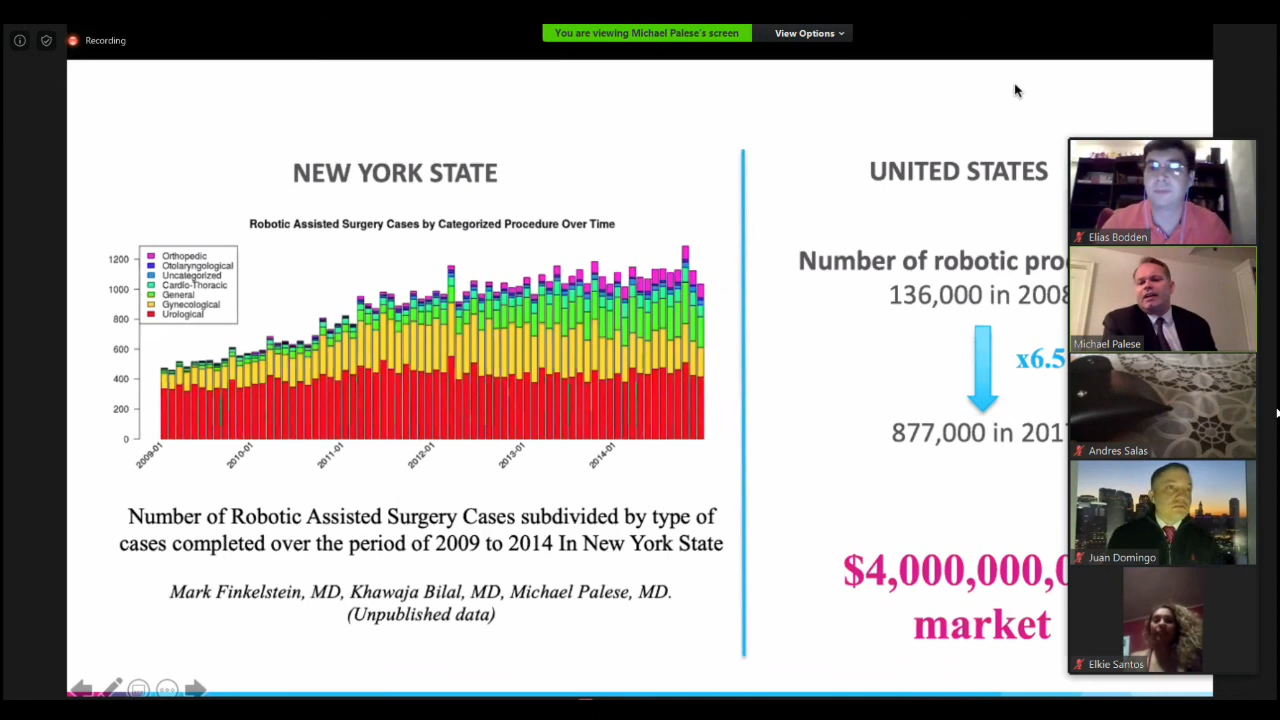 Recording
You are viewing Michael Palese's screen
View Options
NEW YORK STATE
Robotic Assisted Surgery Cases by Categorized Procedure Over Time
Orthopedic
Otolaryngological
Uncategorized
Cardio-Thoracic
General
Gynecological
Urological
1200
1000
800
600
400
200
0
2009-01
2010-01
2011-01
2012-01
2013-01
2014-01
Number of Robotic Assisted Surgery Cases subdivided by type of
cases completed over the period of 2009 to 2014 In New York State
Mark Finkelstein, MD, Khawaja Bilal, MD, Michael Palese, MD.
(Unpublished data)
UNITED STATES
Number of robotic pro
136,000 in 2008
x6.5
877,000 in 201
$4,000,000,0
market
Elias Bodden
Michael Palese
Andres Salas
Juan Domingo
Elkie Santos